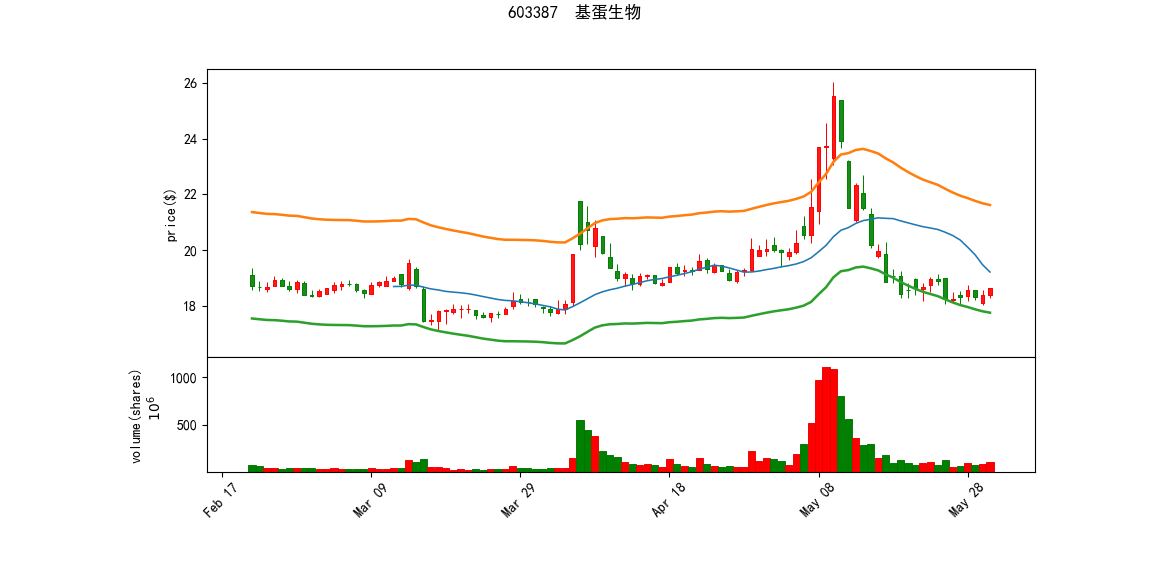 603387 基蛋生物
price($)
26
24
22
20
18
volume(shares)
10^6
1000
500
Feb 17
Mar 09
Mar 29
Apr 18
May 08
May 28